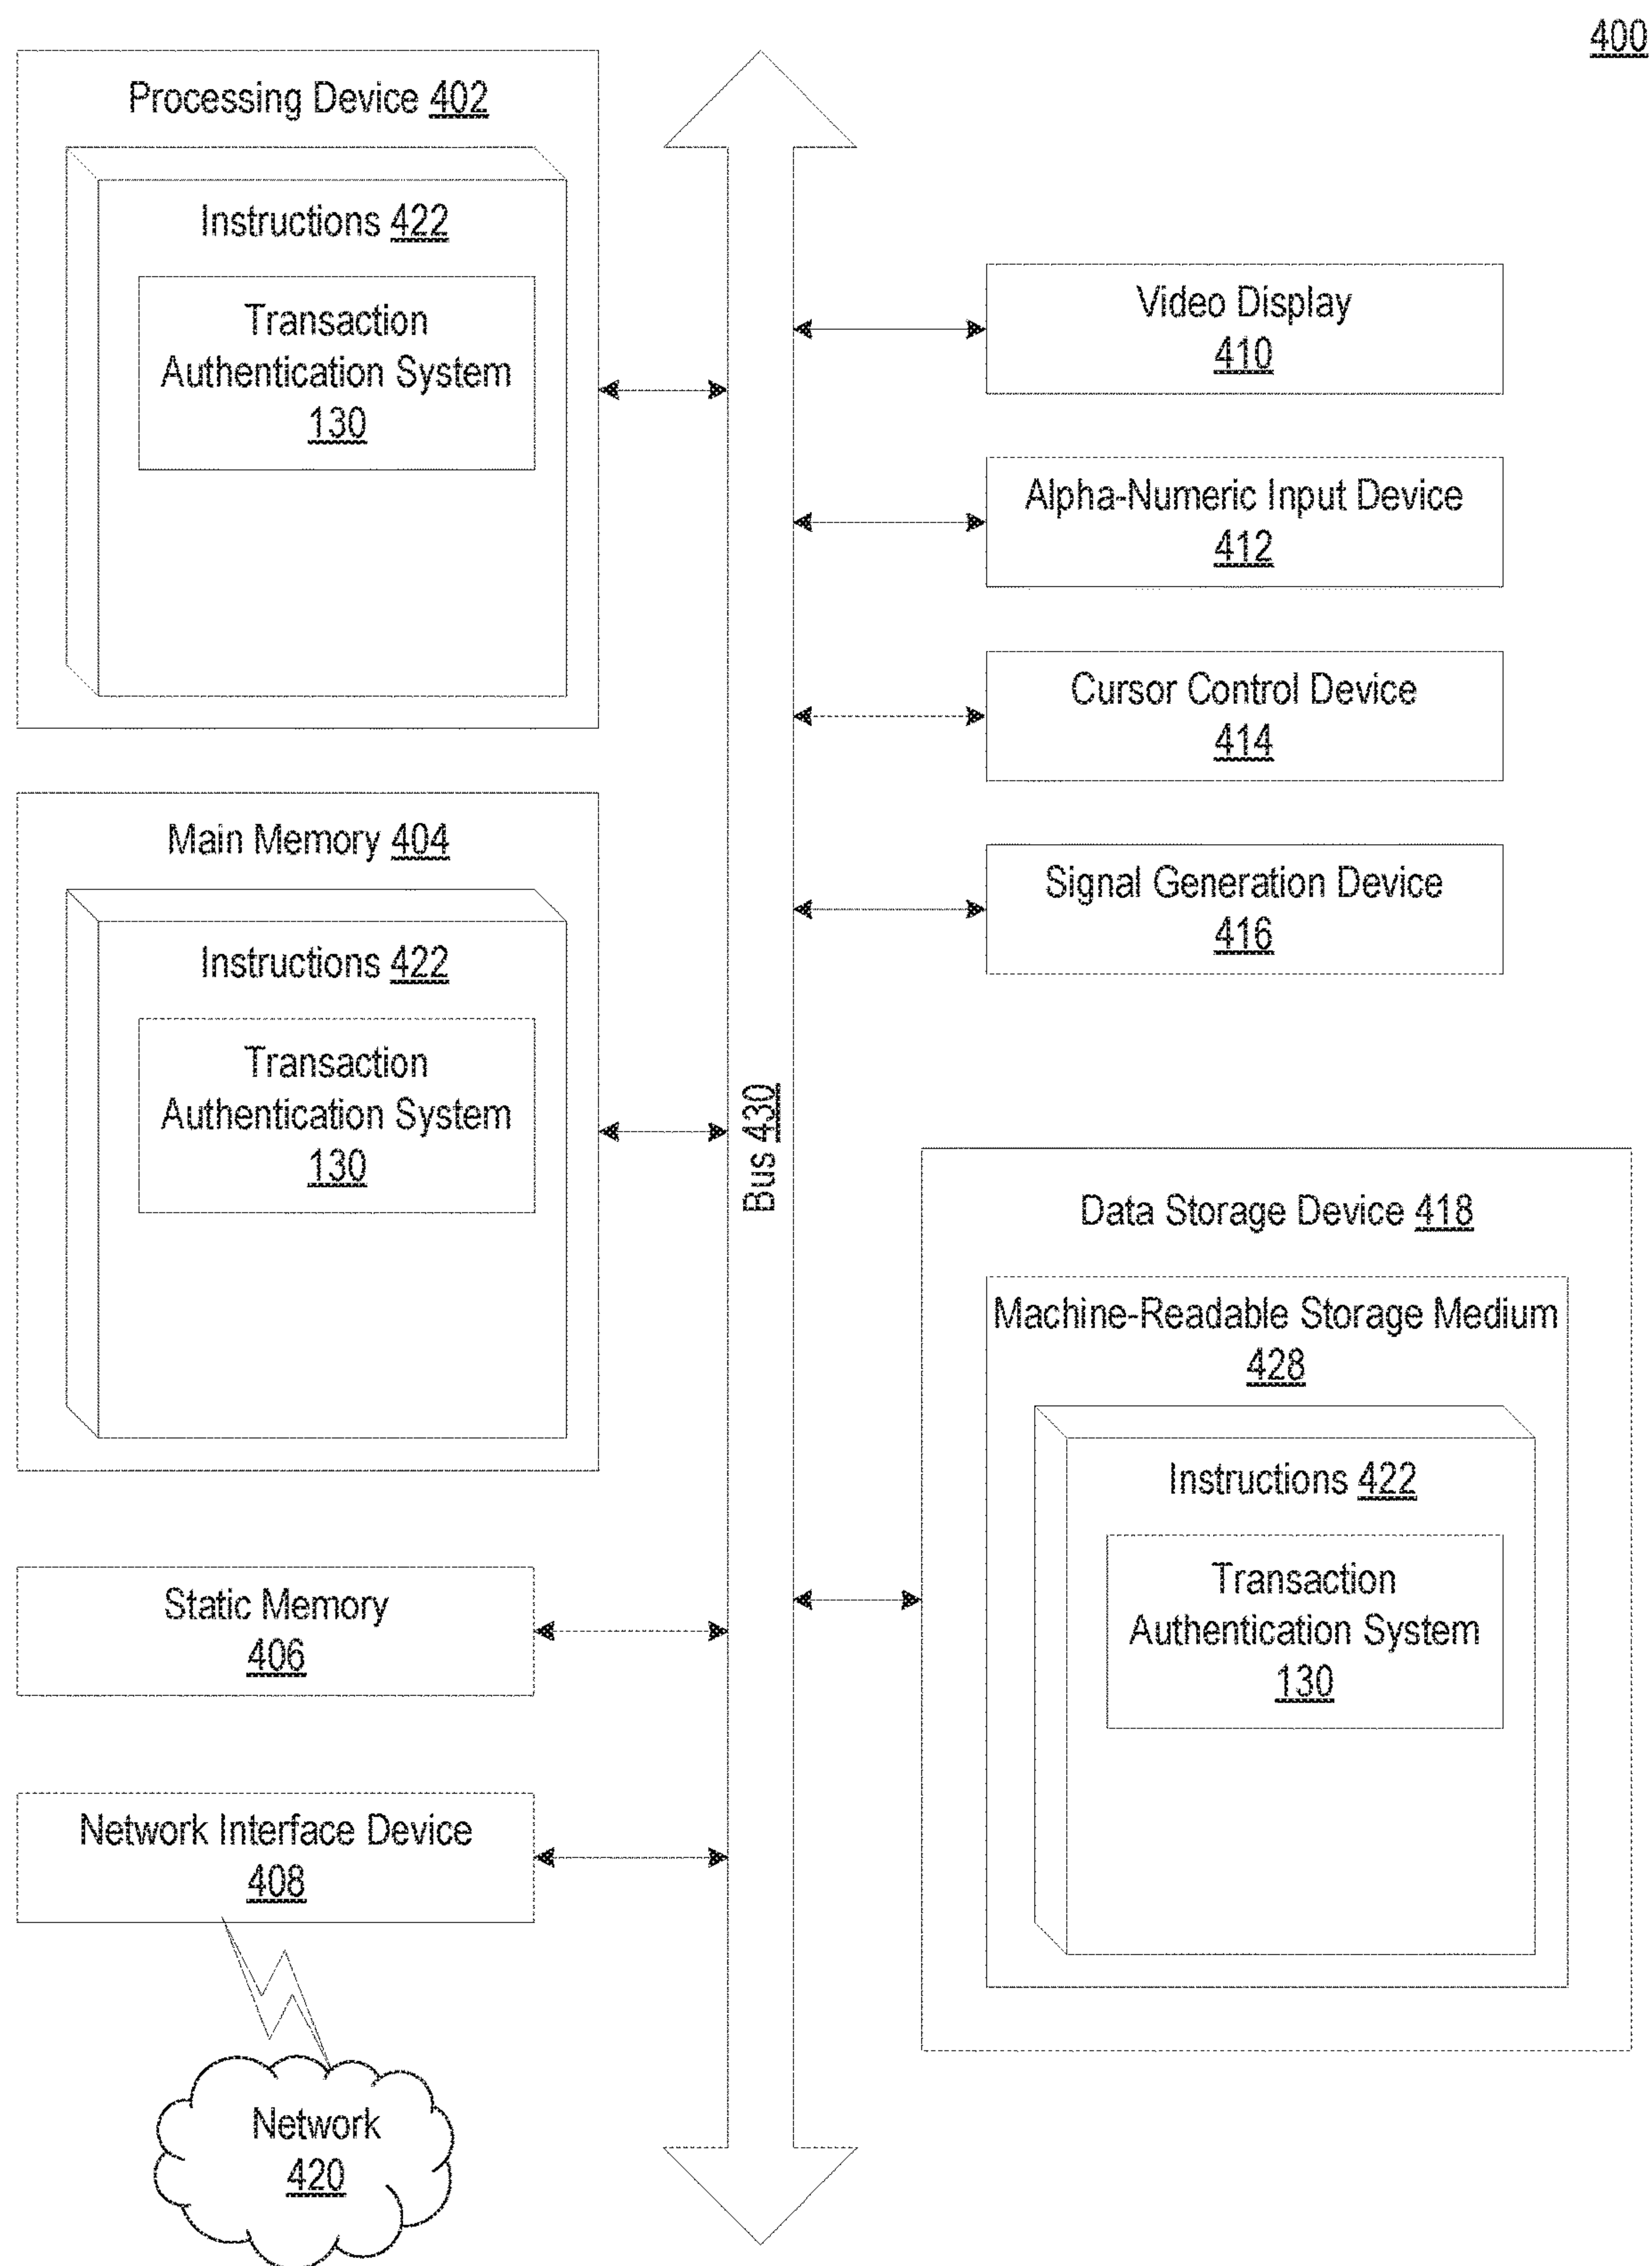 400
Processing Device 402
Instructions 422
Transaction
Authentication System
130
Main Memory 404
Instructions 422
Transaction
Authentication System
130
Static Memory
406
Network Interface Device
408
Network
420
Bus 430
Video Display
410
Alpha-Numeric Input Device
412
Cursor Control Device
414
Signal Generation Device
416
Data Storage Device 418
Machine-Readable Storage Medium
428
Instructions 422
Transaction
Authentication System
130